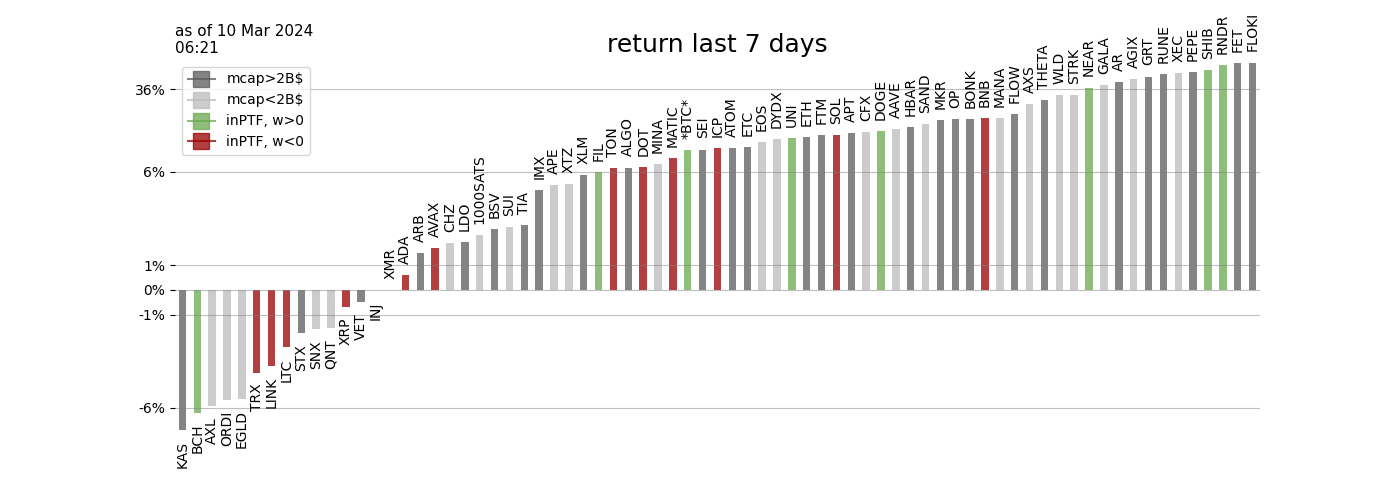 as of 10 Mar 2024
06:21
return last 7 days
mcap>2B$
mcap<2B$
inPTF, w>0
inPTF, w<0
36%
6%
1%
0%
-1%
-6%
KAS
BCH
AXL
ORDI
EGLD
TRX
LINK
LTC
STX
SNX
QNT
XRP
VET
INJ
XMR
ADA
ARB
AVAX
CHZ
LDO
1000SATS
BSV
SUI
TIA
IMX
APE
XTZ
XLM
FIL
TON
ALGO
DOT
MINA
MATIC
*BTC*
SEI
ICP
ATOM
ETC
EOS
DYDX
UNI
ETH
FTM
SOL
APT
CFX
DOGE
AAVE
HBAR
SAND
MKR
OP
BONK
BNB
MANA
FLOW
AXS
THETA
WLD
STRK
NEAR
GALA
AR
AGIX
GRT
RUNE
XEC
PEPE
SHIB
RNDR
FET
FLOKI